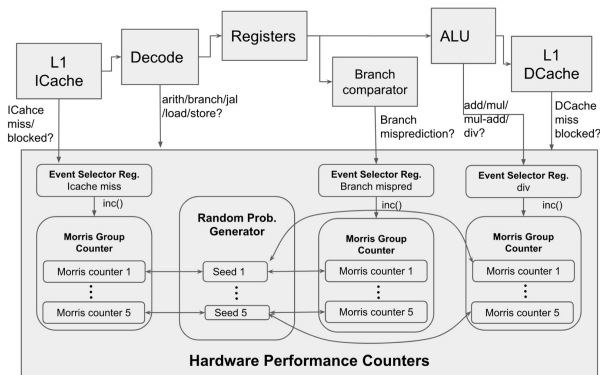 L1
ICache
Decode
Registers
ALU
L1
DCache
Branch
comparator
ICahce
miss/
blocked?
arith/branch/jal
/load/store?
Branch
misprediction?
add/mul/
mul-add/
div?
DCache
miss
blocked?
Event Selector Reg.
Icache miss
Event Selector Reg.
Branch mispred
Event Selector Reg.
div
inc()
inc()
inc()
Morris Group
Counter
Morris counter 1
Morris counter 5
Random Prob.
Generator
Seed 1
Seed 5
Morris Group
Counter
Morris counter 1
Morris counter 5
Morris Group
Counter
Morris counter 1
Morris counter 5
Hardware Performance Counters